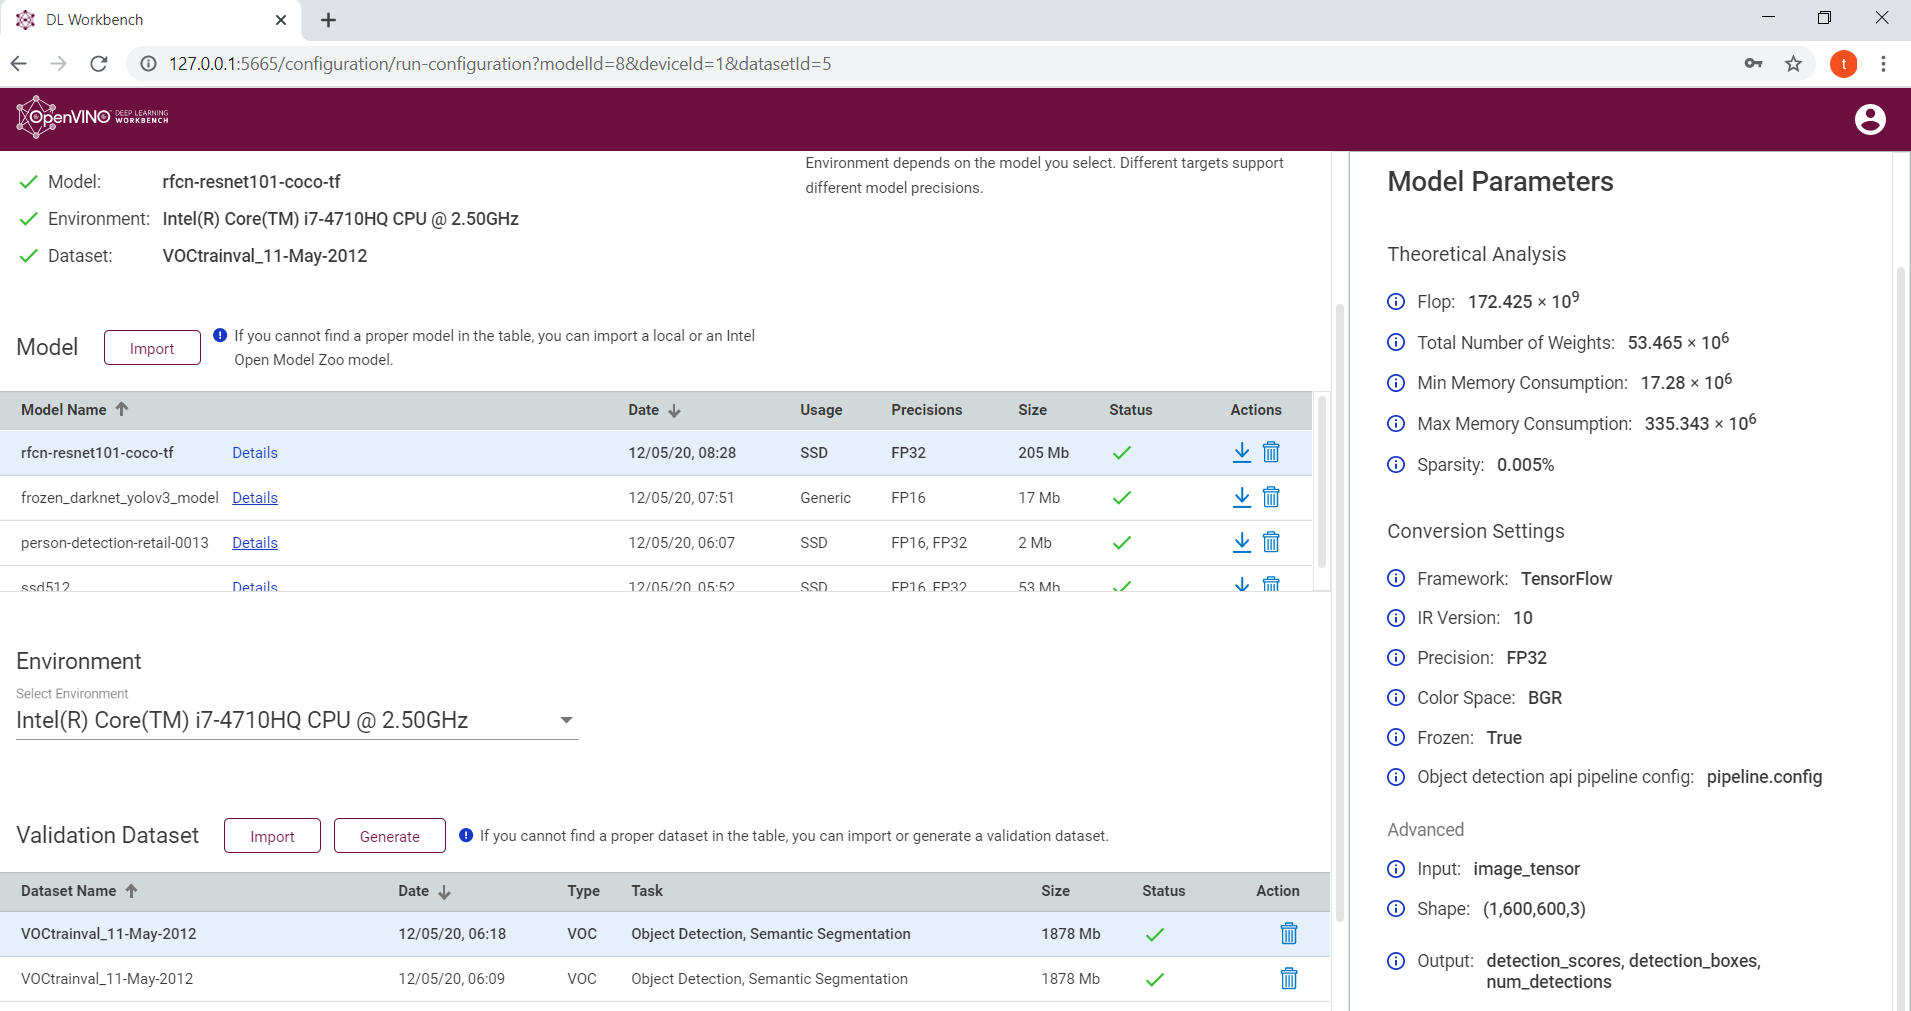 DL Workbench
127.0.0.1:5665/configuration/run-configuration?modelId=8&deviceId=1&datasetId=5
t
OpenVINO™ DEEP LEARNING WORKBENCH
Model: rfcn-resnet101-coco-tf
Environment: Intel(R) Core(TM) i7-4710HQ CPU @ 2.50GHz
Dataset: VOCtrainval_11-May-2012
Environment depends on the model you select. Different targets support
different model precisions.
Model
Import
If you cannot find a proper model in the table, you can import a local or an Intel
Open Model Zoo model.
Model Name Date Usage Precisions Size Status Actions
rfcn-resnet101-coco-tf Details 12/05/20, 08:28 SSD FP32 205 Mb
frozen_darknet_yolov3_model Details 12/05/20, 07:51 Generic FP16 17 Mb
person-detection-retail-0013 Details 12/05/20, 06:07 SSD FP16, FP32 2 Mb
ssd512 Details 12/05/20, 05:52 SSD FP16, FP32 53 Mb
Environment
Select Environment
Intel(R) Core(TM) i7-4710HQ CPU @ 2.50GHz
Validation Dataset
Import
Generate
If you cannot find a proper dataset in the table, you can import or generate a validation dataset.
Dataset Name Date Type Task Size Status Action
VOCtrainval_11-May-2012 12/05/20, 06:18 VOC Object Detection, Semantic Segmentation 1878 Mb
VOCtrainval_11-May-2012 12/05/20, 06:09 VOC Object Detection, Semantic Segmentation 1878 Mb
Model Parameters
Theoretical Analysis
Flop: 172.425 × 10⁹
Total Number of Weights: 53.465 × 10⁶
Min Memory Consumption: 17.28 × 10⁶
Max Memory Consumption: 335.343 × 10⁶
Sparsity: 0.005%
Conversion Settings
Framework: TensorFlow
IR Version: 10
Precision: FP32
Color Space: BGR
Frozen: True
Object detection api pipeline config: pipeline.config
Advanced
Input: image_tensor
Shape: (1,600,600,3)
Output: detection_scores, detection_boxes,
num_detections